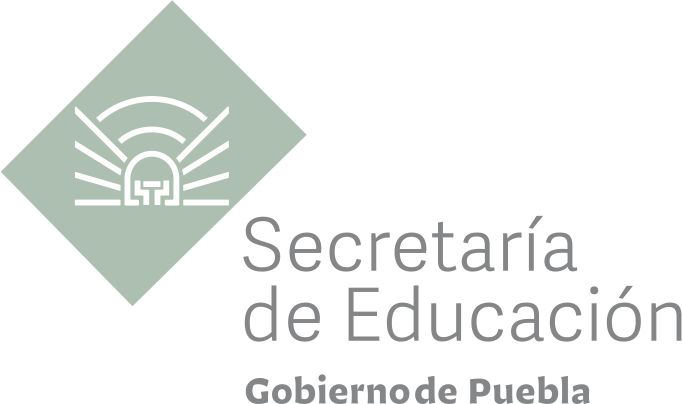 Secretaría
de Educación
Gobierno de Puebla